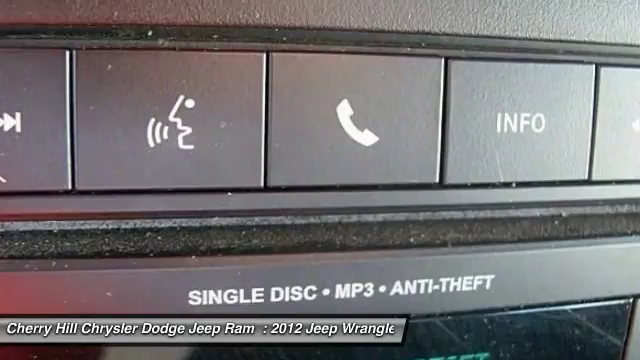 INFO
SINGLE DISC • MP3 • ANTI-THEFT
Cherry Hill Chrysler Dodge Jeep Ram : 2012 Jeep Wrangle